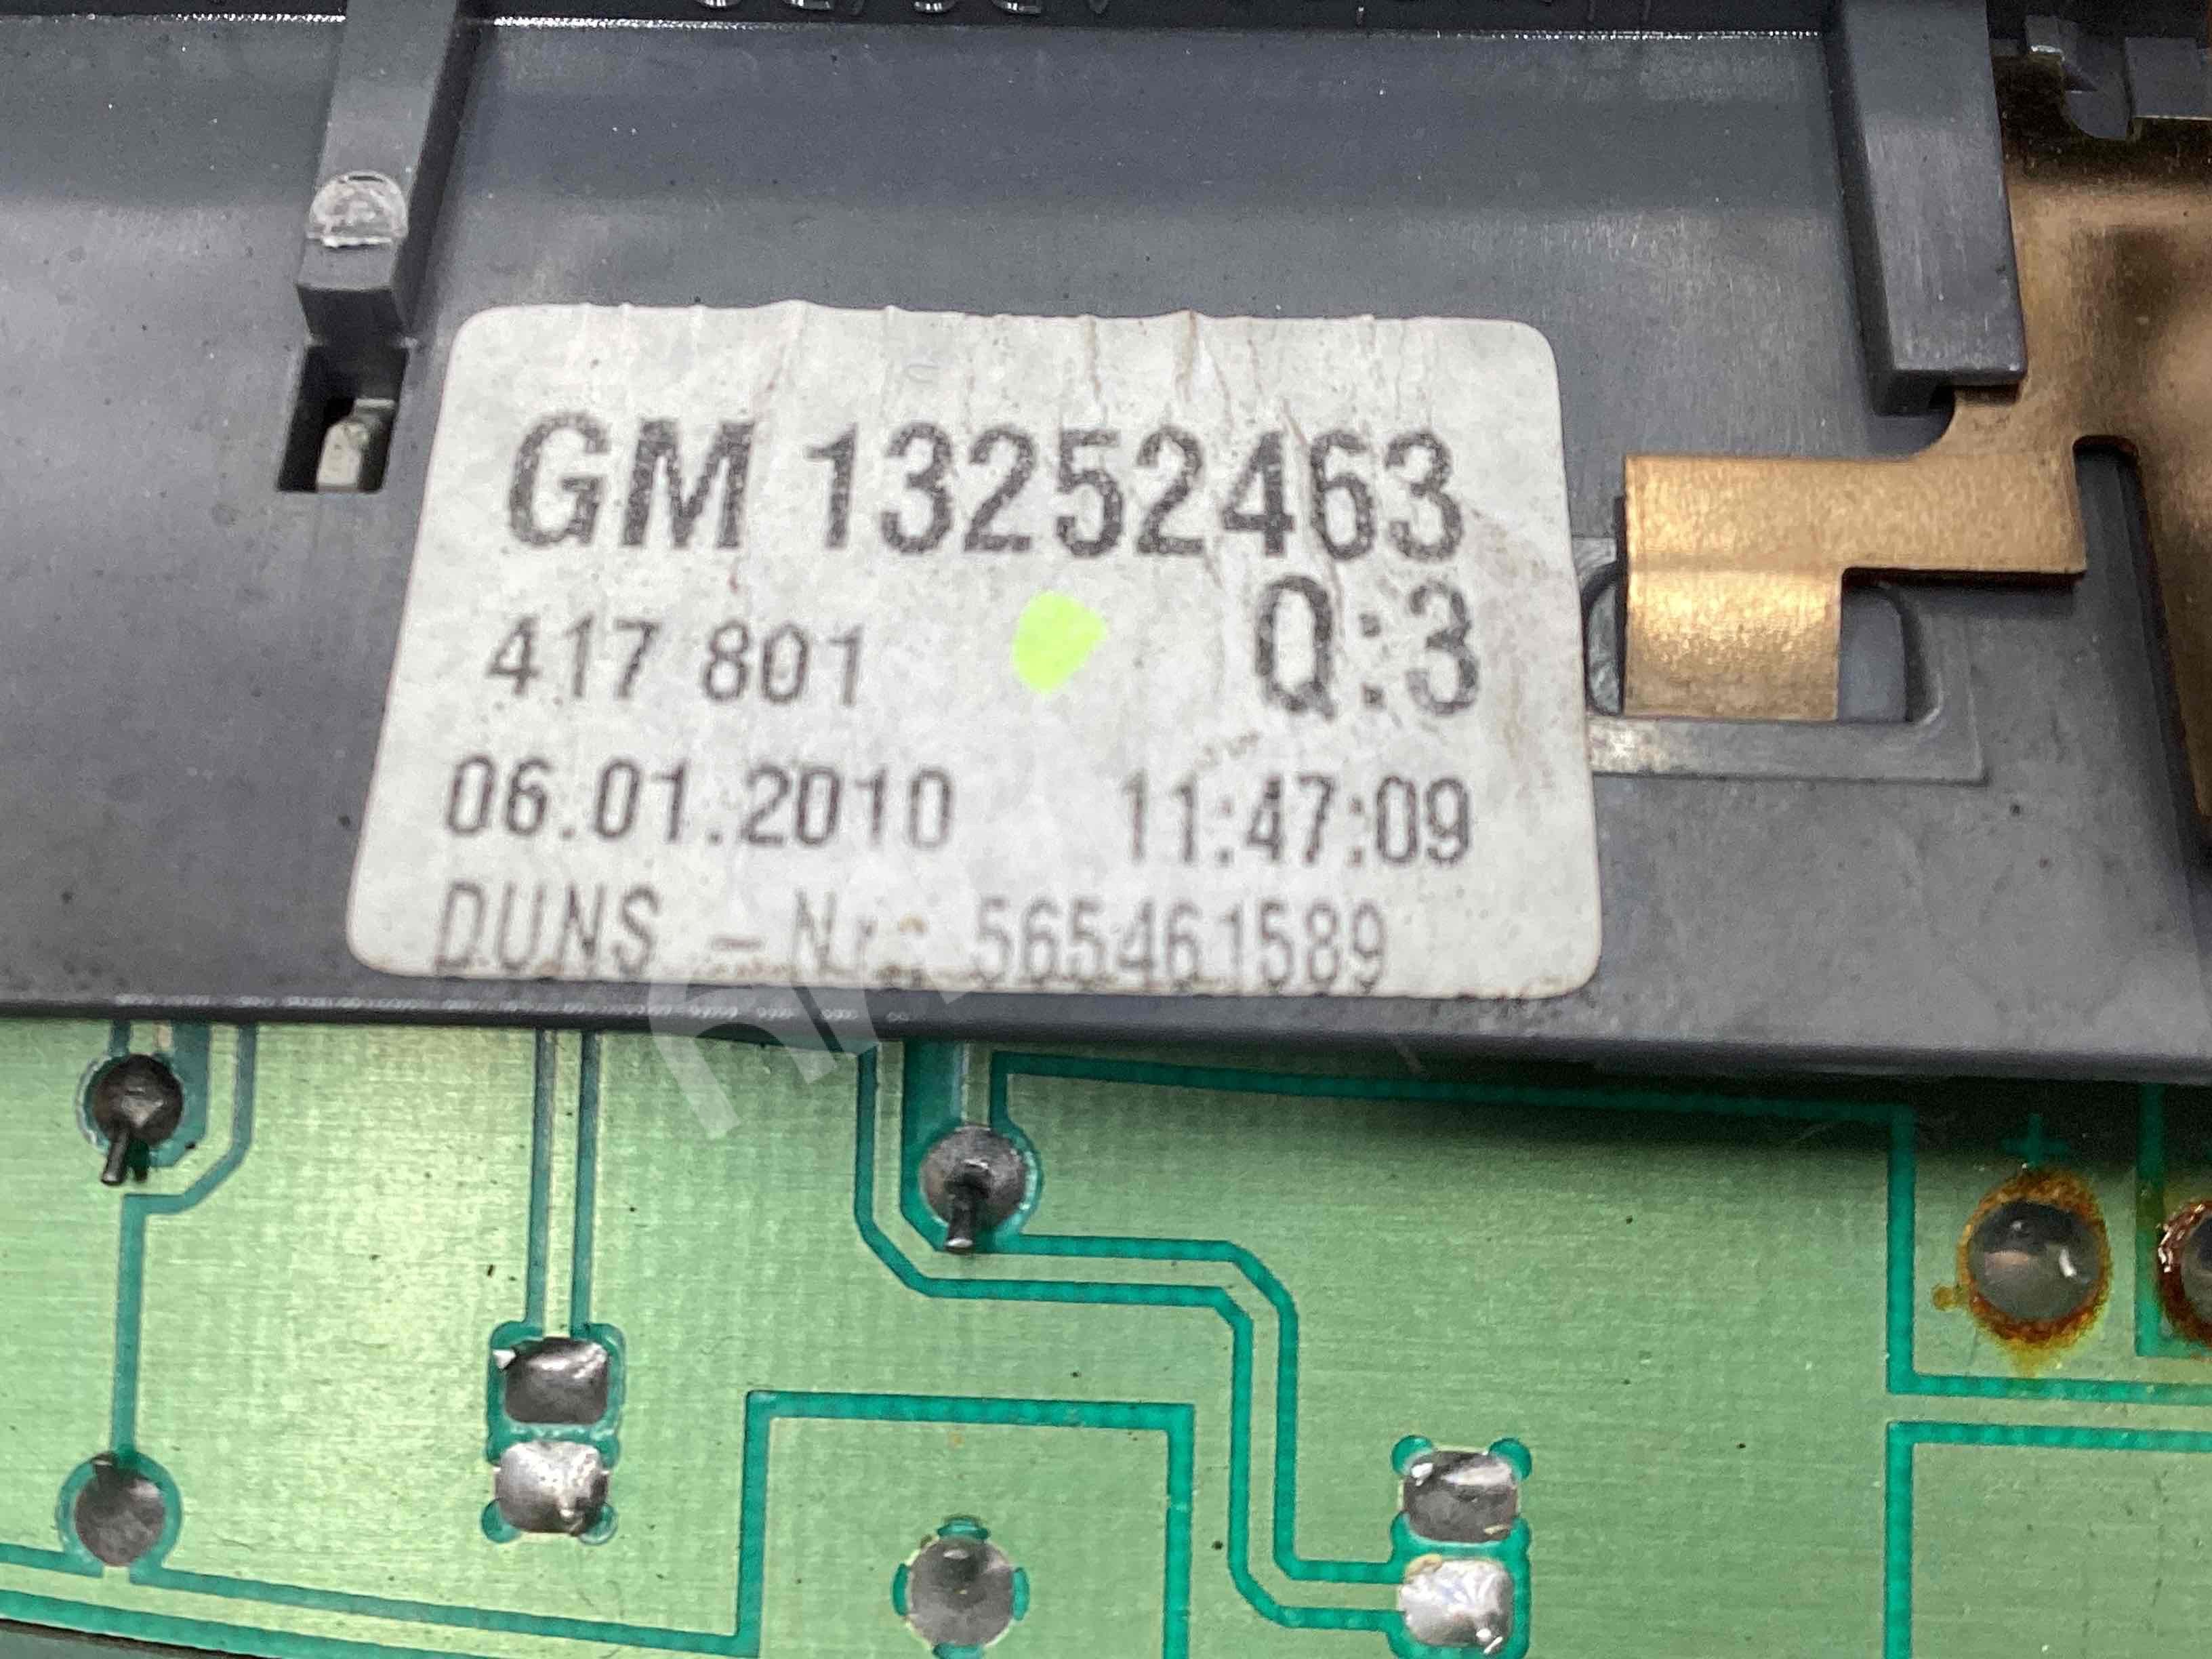 GM 13252463
417 801 Q:3
06.01.2010 11:47:09
DUNS - Nr.: 565461589
+